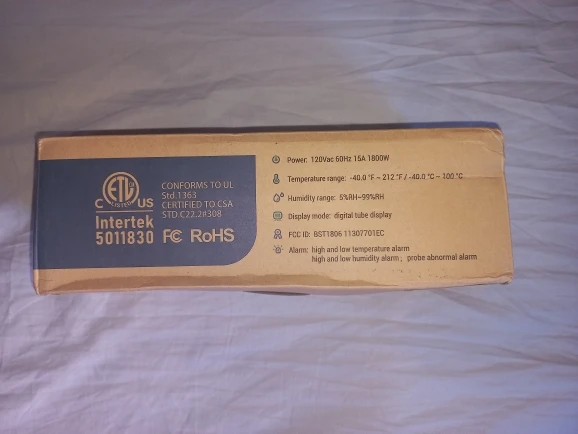 C ETL LISTED US
Intertek
5011830
CONFORMS TO UL
Std.1363
CERTIFIED TO CSA
STD.C22.2#308
FC RoHS
Power: 120Vac 60Hz 15A 1800W
Temperature range: -40.0 °F ~ 212 °F / -40.0 °C ~ 100 °C
Humidity range: 5%RH~99%RH
Display mode: digital tube display
FCC ID: BST1806 11307701EC
Alarm: high and low temperature alarm
high and low humidity alarm; probe abnormal alarm